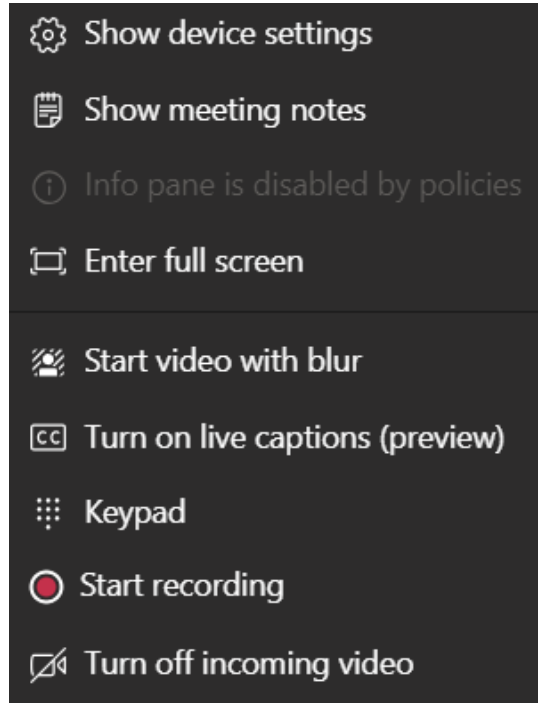 Show device settings
Show meeting notes
Info pane is disabled by policies
Enter full screen
Start video with blur
CC Turn on live captions (preview)
Keypad
Start recording
Turn off incoming video